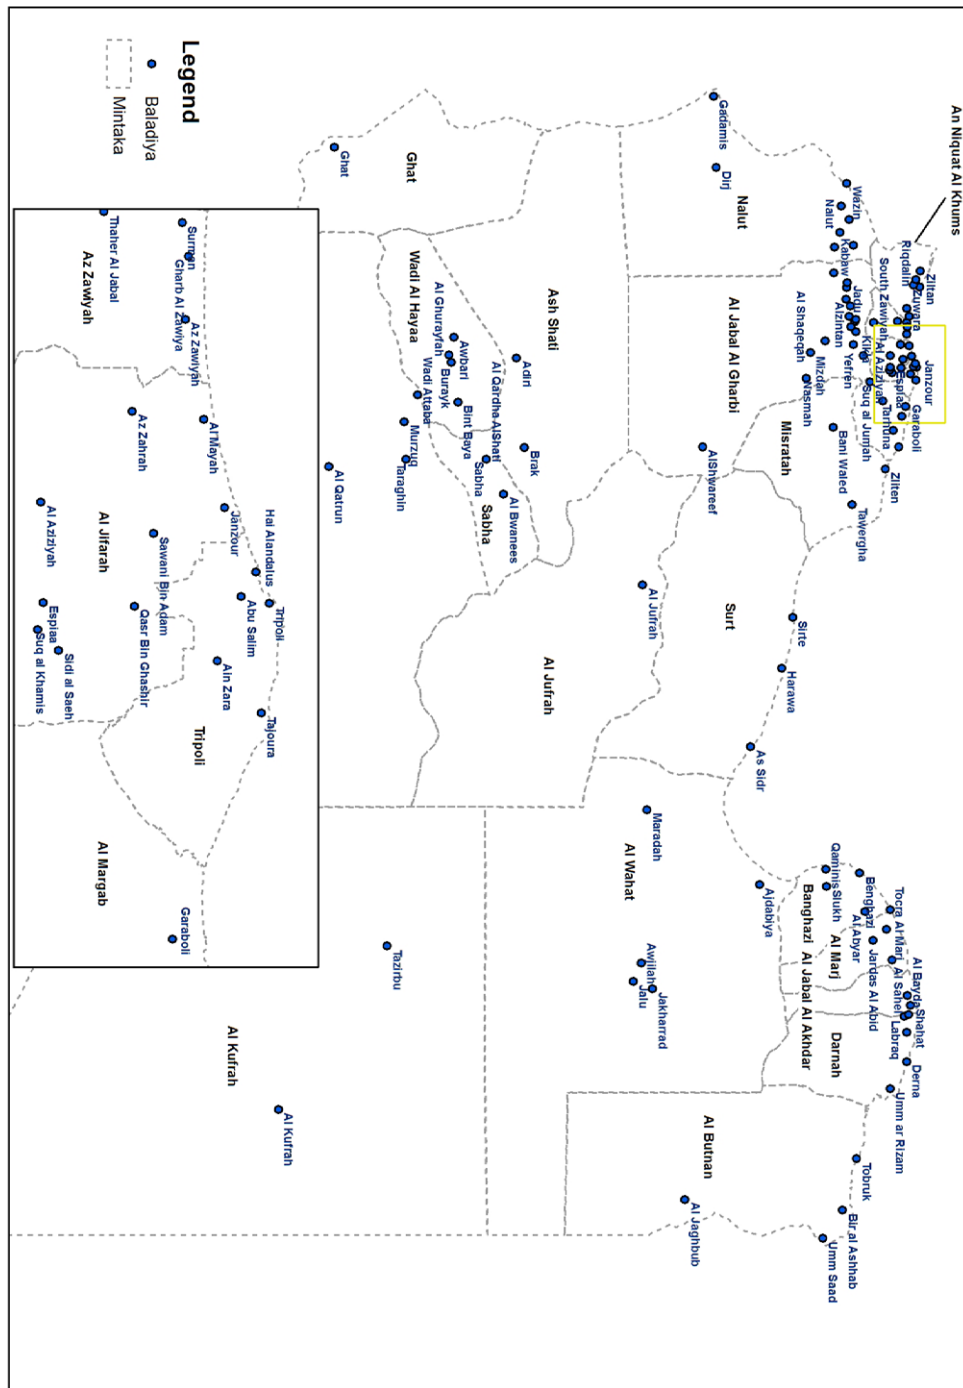 An Niquat Al Khums
Zltan
Riqdalin
Zuwara
South Zawiyah
Wazin
Nalut
Kabaw
Jadu
Alzintan
Kikla
Yefren
Al Aziziyah
Espiaa
Janzour
Garaboli
Tarhuna
Suq al Jumah
Zliten
Gadamis
Dirj
Nalut
Al Shaqeqah
Mizdah
Nasmah
Bani Waled
Tawergha
Al Jabal Al Gharbi
Misratah
AlShwareef
Sirte
Harawa
As Sidr
Surt
Al Jufrah
Al Jufrah
Ash Shati
Adiri
Brak
Al Qardha AlShati
Al Bwanees
Sabha
Sabha
Wadi Al Hayaa
Al Ghurayfah
Awbari
Burayk
Bint Baya
Wadi Attaba
Murzuq
Taraghin
Al Qatrun
Ghat
Ghat
Qaminis
Slukh
Benghazi
Tocra
Al Marj
Al Abyar
Jardas Al Abid
Al Sahel
Al Bayda
Shahat
Labraq
Derna
Umm ar Rizam
Tobruk
Bir al Ashhab
Umm Saad
Banghazi
Al Marj
Al Jabal Al Akhdar
Darnah
Al Butnan
Al Jaghbub
Ajdabiya
Maradah
Al Wahat
Awjilah
Jalu
Jakharrad
Tazirbu
Al Kufrah
Al Kufrah
Legend
Baladiya
Mintaka
Surman
Gharb Al Zawiya
Az Zawiyah
Thaher Al Jabal
Az Zawiyah
Al Mayah
Az Zahrah
Janzour
Hai Alandalus
Tripoli
Abu Salim
Ain Zara
Tajoura
Sawani Bin Adam
Qasr Bin Ghashir
Al Jifarah
Al Aziziyah
Espiaa
Suq al Khamis
Sidi al Saeh
Tripoli
Al Margab
Garaboli